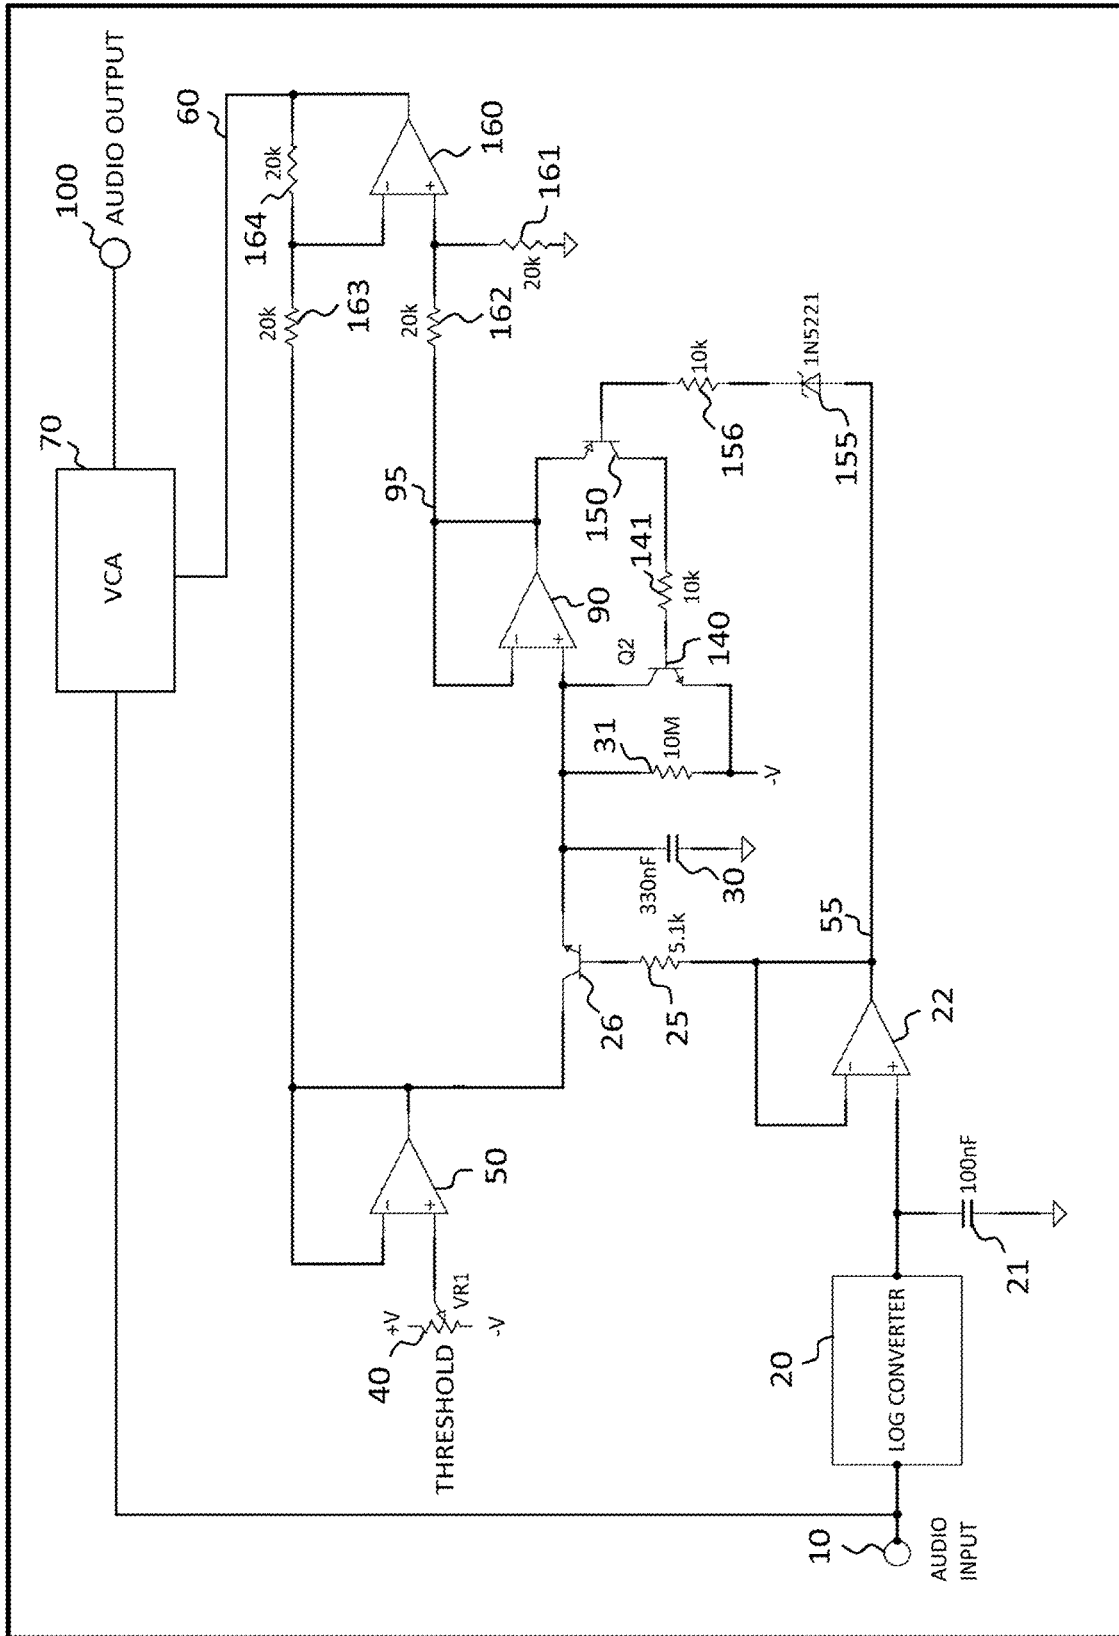 100
AUDIO OUTPUT
60
70
VCA
164
20k
160
163
20k
162
20k
161
20k
95
90
150
141
10k
156
10k
155
1N5221
Q2
140
31
10M
-V
330nF
30
26
25
5.1k
55
22
50
+V
VR1
-V
40
THRESHOLD
100nF
21
20
LOG CONVERTER
10
AUDIO
INPUT